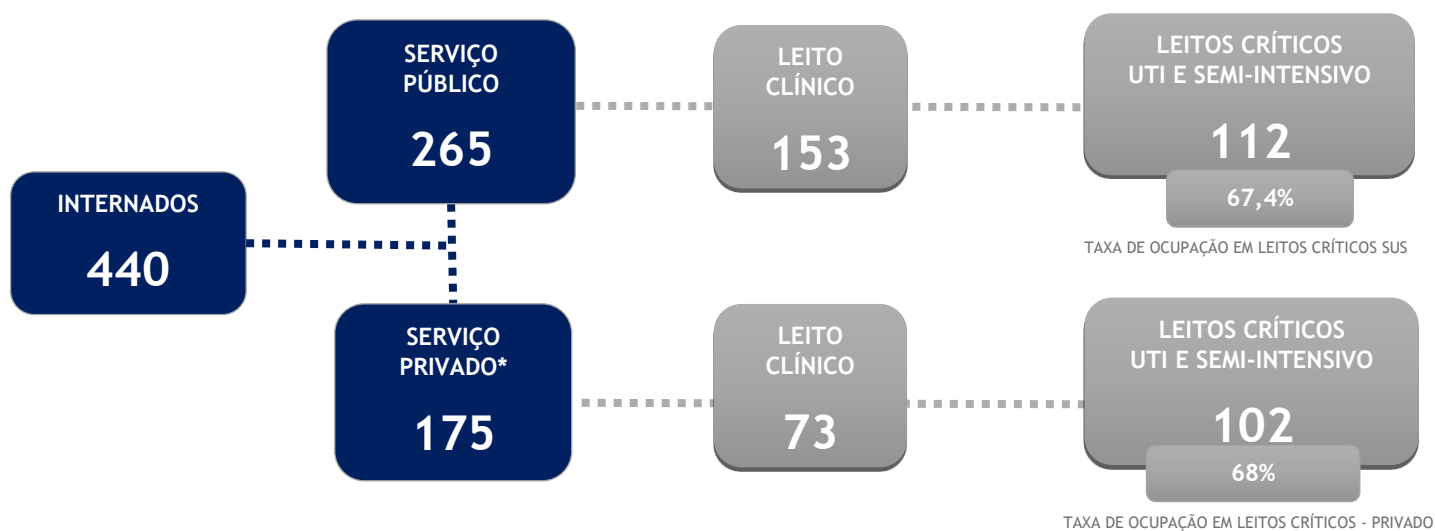 INTERNADOS
440
SERVIÇO
PÚBLICO
265
LEITO
CLÍNICO
153
LEITOS CRÍTICOS
UTI E SEMI-INTENSIVO
112
67,4%
TAXA DE OCUPAÇÃO EM LEITOS CRÍTICOS SUS
SERVIÇO
PRIVADO*
175
LEITO
CLÍNICO
73
LEITOS CRÍTICOS
UTI E SEMI-INTENSIVO
102
68%
TAXA DE OCUPAÇÃO EM LEITOS CRÍTICOS - PRIVADO